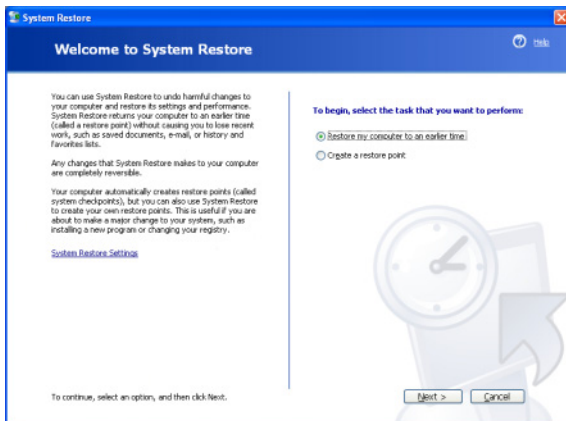 System Restore
Welcome to System Restore
Help
You can use System Restore to undo harmful changes to
your computer and restore its settings and performance.
System Restore returns your computer to an earlier time
(called a restore point) without causing you to lose recent
work, such as saved documents, e-mail, or history and
favorites lists.
Any changes that System Restore makes to your computer
are completely reversible.
Your computer automatically creates restore points (called
system checkpoints), but you can also use System Restore
to create your own restore points. This is useful if you are
about to make a major change to your system, such as
installing a new program or changing your registry.
System Restore Settings
To begin, select the task that you want to perform:
Restore my computer to an earlier time
Create a restore point
To continue, select an option, and then click Next.
Next >
Cancel